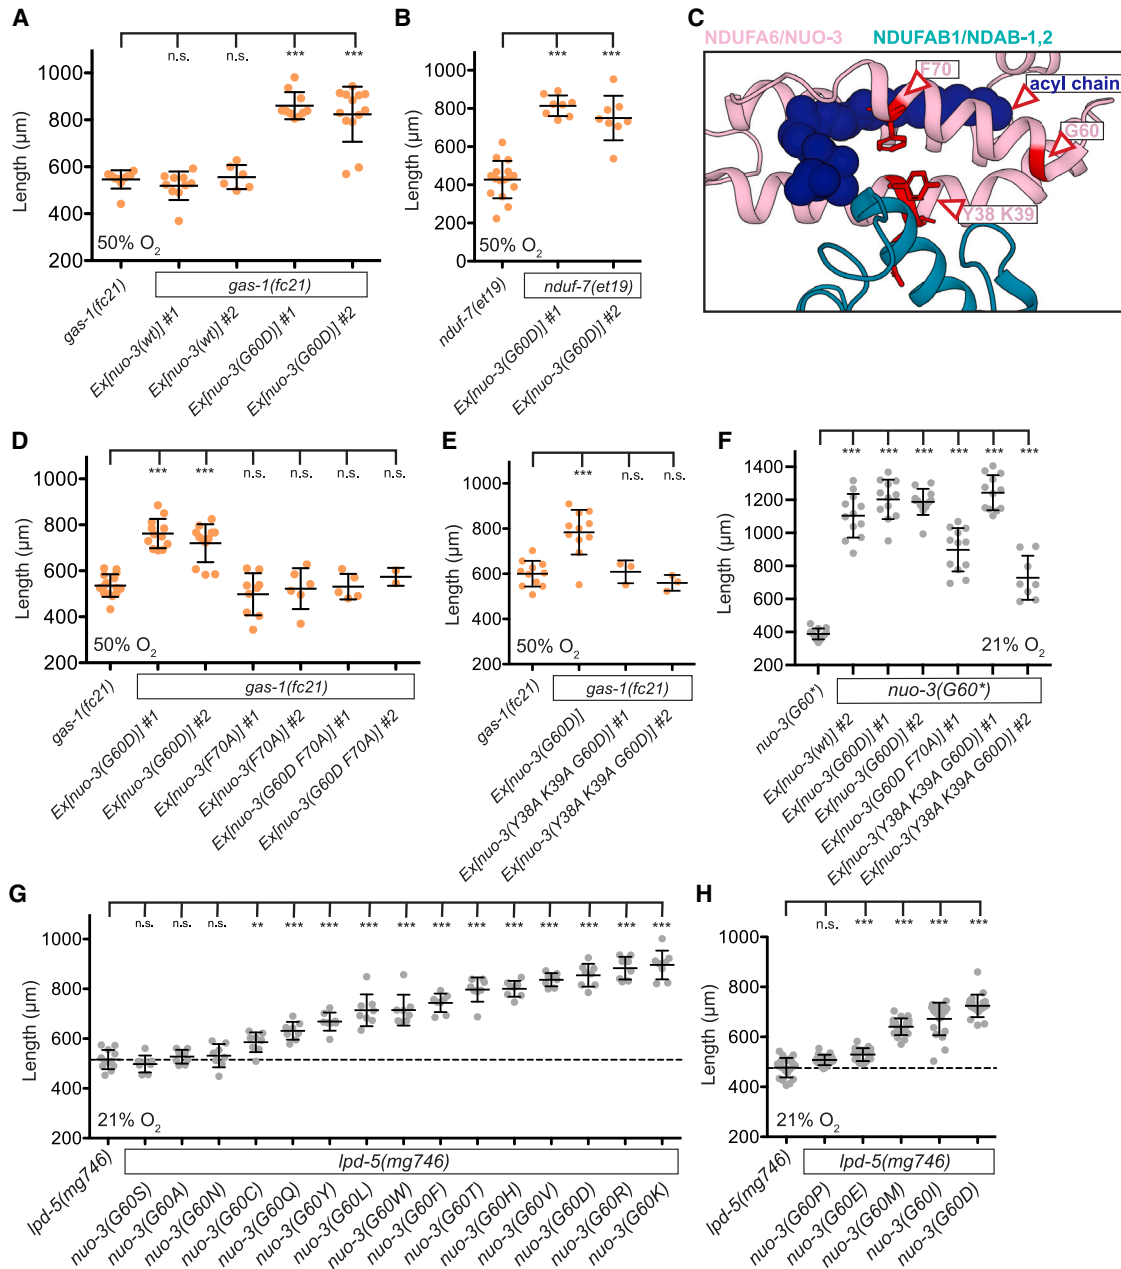 A
n.s.
n.s.
***
***
Length (µm)
1000
800
600
400
200
50% O2
gas-1(fc21)
gas-1(fc21)
Ex[nuo-3(wt)] #1
Ex[nuo-3(wt)] #2
Ex[nuo-3(G60D)] #1
Ex[nuo-3(G60D)] #2
B
***
***
Length (µm)
1000
800
600
400
200
0
50% O2
nduf-7(et19)
nduf-7(et19)
Ex[nuo-3(G60D)] #1
Ex[nuo-3(G60D)] #2
C
NDUFA6/NUO-3
NDUFAB1/NDAB-1,2
F70
acyl chain
G60
Y38 K39
D
***
***
n.s.
n.s.
n.s.
n.s.
Length (µm)
1000
800
600
400
200
50% O2
gas-1(fc21)
gas-1(fc21)
Ex[nuo-3(G60D)] #1
Ex[nuo-3(G60D)] #2
Ex[nuo-3(F70A)] #1
Ex[nuo-3(F70A)] #2
Ex[nuo-3(G60D F70A)] #1
Ex[nuo-3(G60D F70A)] #2
E
***
n.s.
n.s.
Length (µm)
1000
800
600
400
200
50% O2
gas-1(fc21)
gas-1(fc21)
Ex[nuo-3(G60D)]
Ex[nuo-3(Y38A K39A G60D)] #1
Ex[nuo-3(Y38A K39A G60D)] #2
F
***
***
***
***
***
***
Length (µm)
1400
1200
1000
800
600
400
200
21% O2
nuo-3(G60*)
nuo-3(G60*)
Ex[nuo-3(wt)] #2
Ex[nuo-3(G60D)] #1
Ex[nuo-3(G60D)] #2
Ex[nuo-3(G60D F70A)] #1
Ex[nuo-3(Y38A K39A G60D)] #1
Ex[nuo-3(Y38A K39A G60D)] #2
G
n.s.
n.s.
n.s.
**
***
***
***
***
***
***
***
***
***
***
***
Length (µm)
1000
800
600
400
200
21% O2
lpd-5(mg746)
lpd-5(mg746)
nuo-3(G60S)
nuo-3(G60A)
nuo-3(G60N)
nuo-3(G60C)
nuo-3(G60Q)
nuo-3(G60Y)
nuo-3(G60L)
nuo-3(G60W)
nuo-3(G60F)
nuo-3(G60T)
nuo-3(G60H)
nuo-3(G60V)
nuo-3(G60D)
nuo-3(G60R)
nuo-3(G60K)
H
n.s.
***
***
***
***
Length (µm)
1000
800
600
400
200
21% O2
lpd-5(mg746)
lpd-5(mg746)
nuo-3(G60P)
nuo-3(G60E)
nuo-3(G60M)
nuo-3(G60I)
nuo-3(G60D)